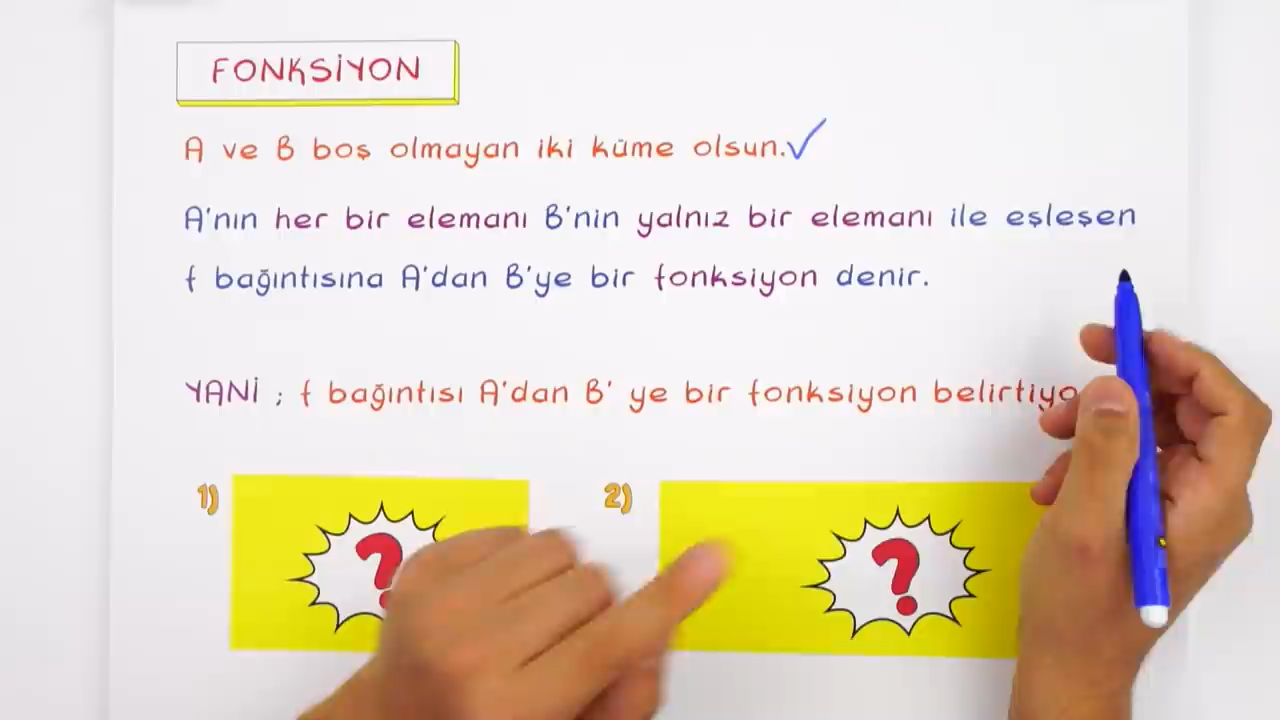 FONKSİYON
A ve B boş olmayan iki küme olsun.
A'nın her bir elemanı B'nin yalnız bir elemanı ile eşleşen
f bağıntısına A'dan B'ye bir fonksiyon denir.
YANİ ; f bağıntısı A'dan B' ye bir fonksiyon
1) ? 2) ?